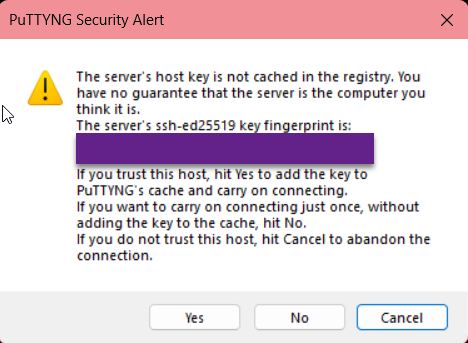 PuTTYNG Security Alert
The server's host key is not cached in the registry. You
have no guarantee that the server is the computer you
think it is.
The server's ssh-ed25519 key fingerprint is:
If you trust this host, hit Yes to add the key to
PuTTYNG's cache and carry on connecting.
If you want to carry on connecting just once, without
adding the key to the cache, hit No.
If you do not trust this host, hit Cancel to abandon the
connection.
Yes
No
Cancel